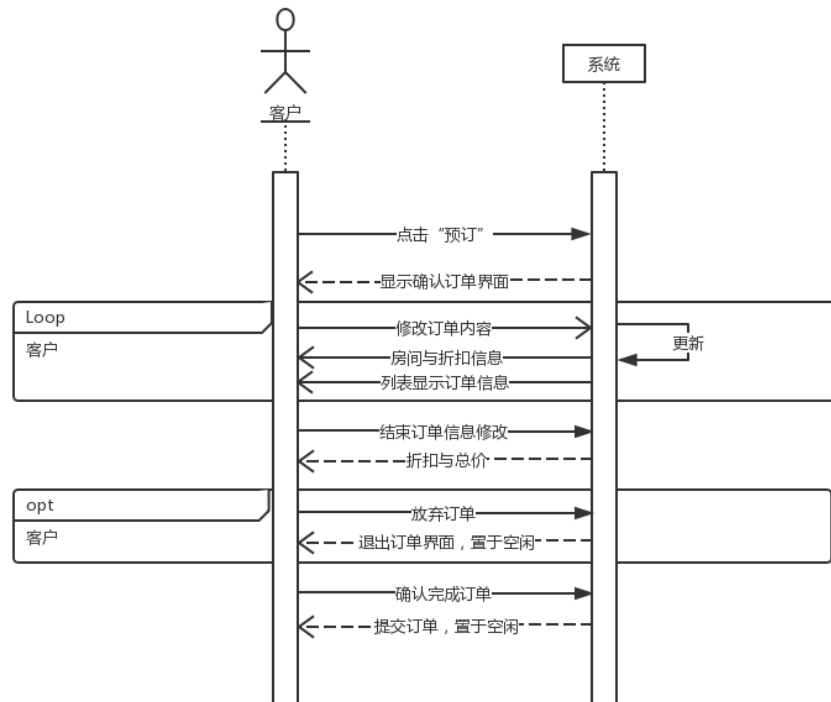 客户
系统
点击“预订”
显示确认订单界面
Loop
客户
修改订单内容
更新
房间与折扣信息
列表显示订单信息
结束订单信息修改
折扣与总价
opt
客户
放弃订单
退出订单界面，置于空闲
确认完成订单
提交订单，置于空闲